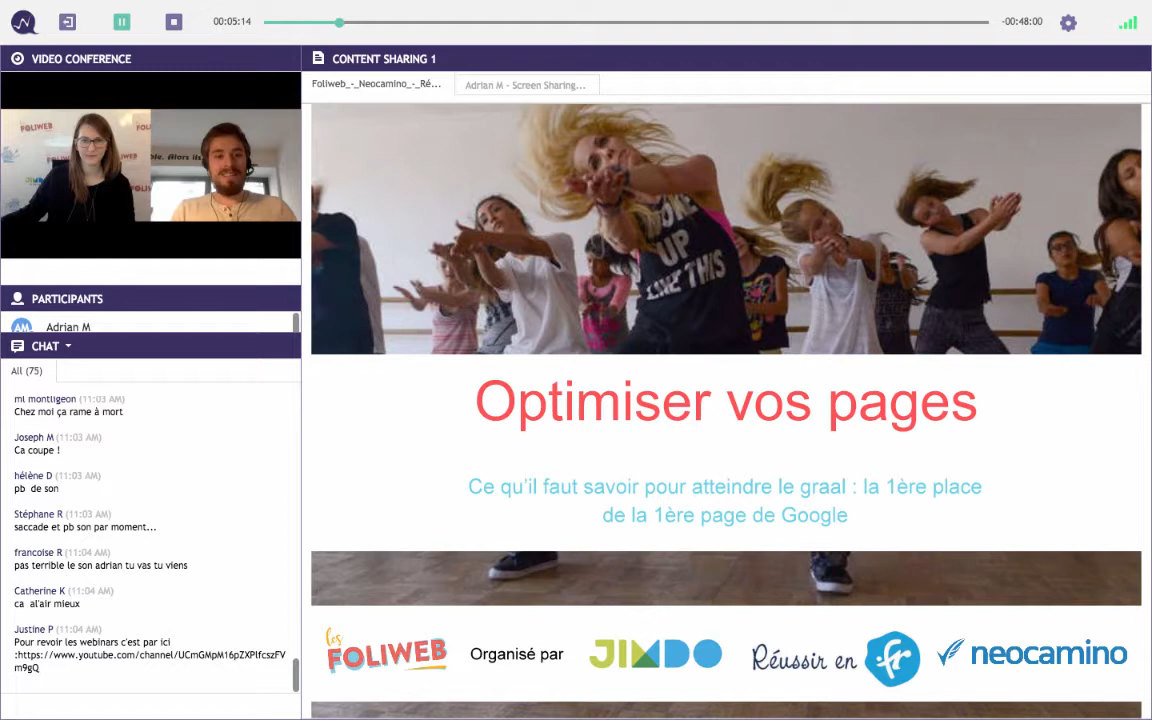 00:05:14
-00:48:00
VIDEO CONFERENCE
CONTENT SHARING 1
Foliweb_-_Neocamino_-_Ré...
Adrian M - Screen Sharing...
FOLIWEB
PARTICIPANTS
AM
Adrian M
CHAT
All (75)
ml montligeon (11:03 AM)
Chez moi ça rame à mort
Joseph M (11:03 AM)
Ca coupe !
hélène D (11:03 AM)
pb de son
Stéphane R (11:03 AM)
saccade et pb son par moment...
francoise R (11:04 AM)
pas terrible le son adrian tu vas tu viens
Catherine K (11:04 AM)
ca al'air mieux
Justine P (11:04 AM)
Pour revoir les webinars c'est par ici
:https://www.youtube.com/channel/UCmGMpM16pZXPlfcszFV
m9gQ
UP
LIKE THIS
Optimiser vos pages
Ce qu'il faut savoir pour atteindre le graal : la 1ère place
de la 1ère page de Google
les
FOLIWEB
Organisé par
JIMDO
Réussir en .fr
neocamino